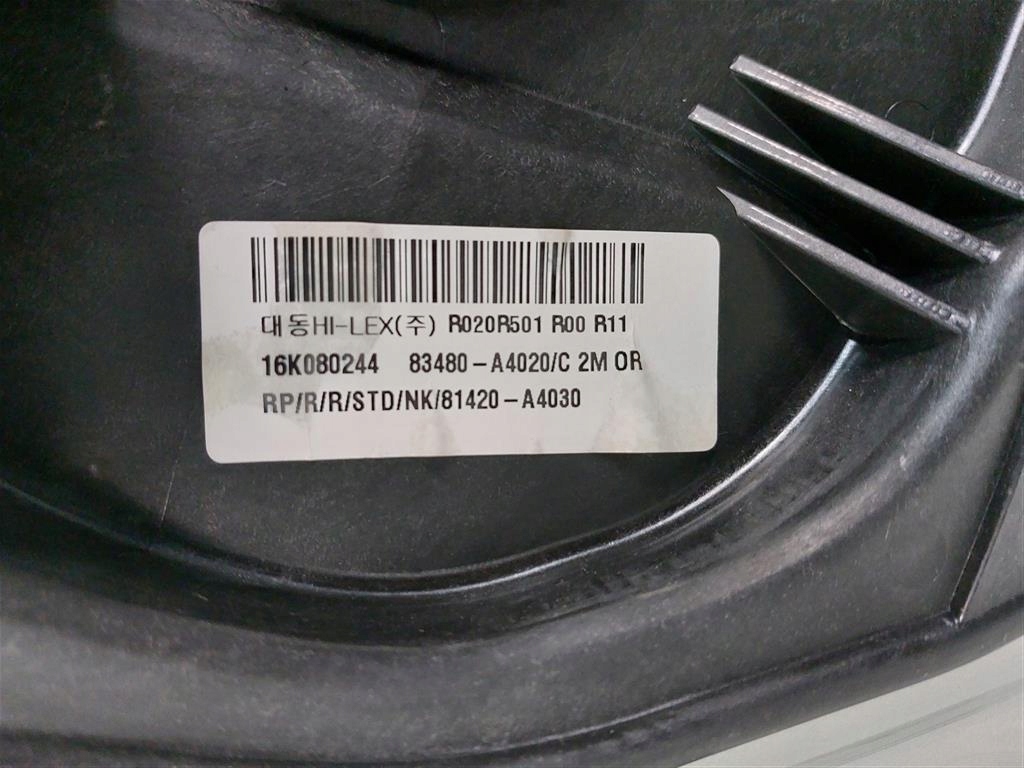 대동HI-LEX(주) R020R501 R00 R11
16K080244 83480-A4020/C 2M OR
RP/R/R/STD/NK/81420-A4030